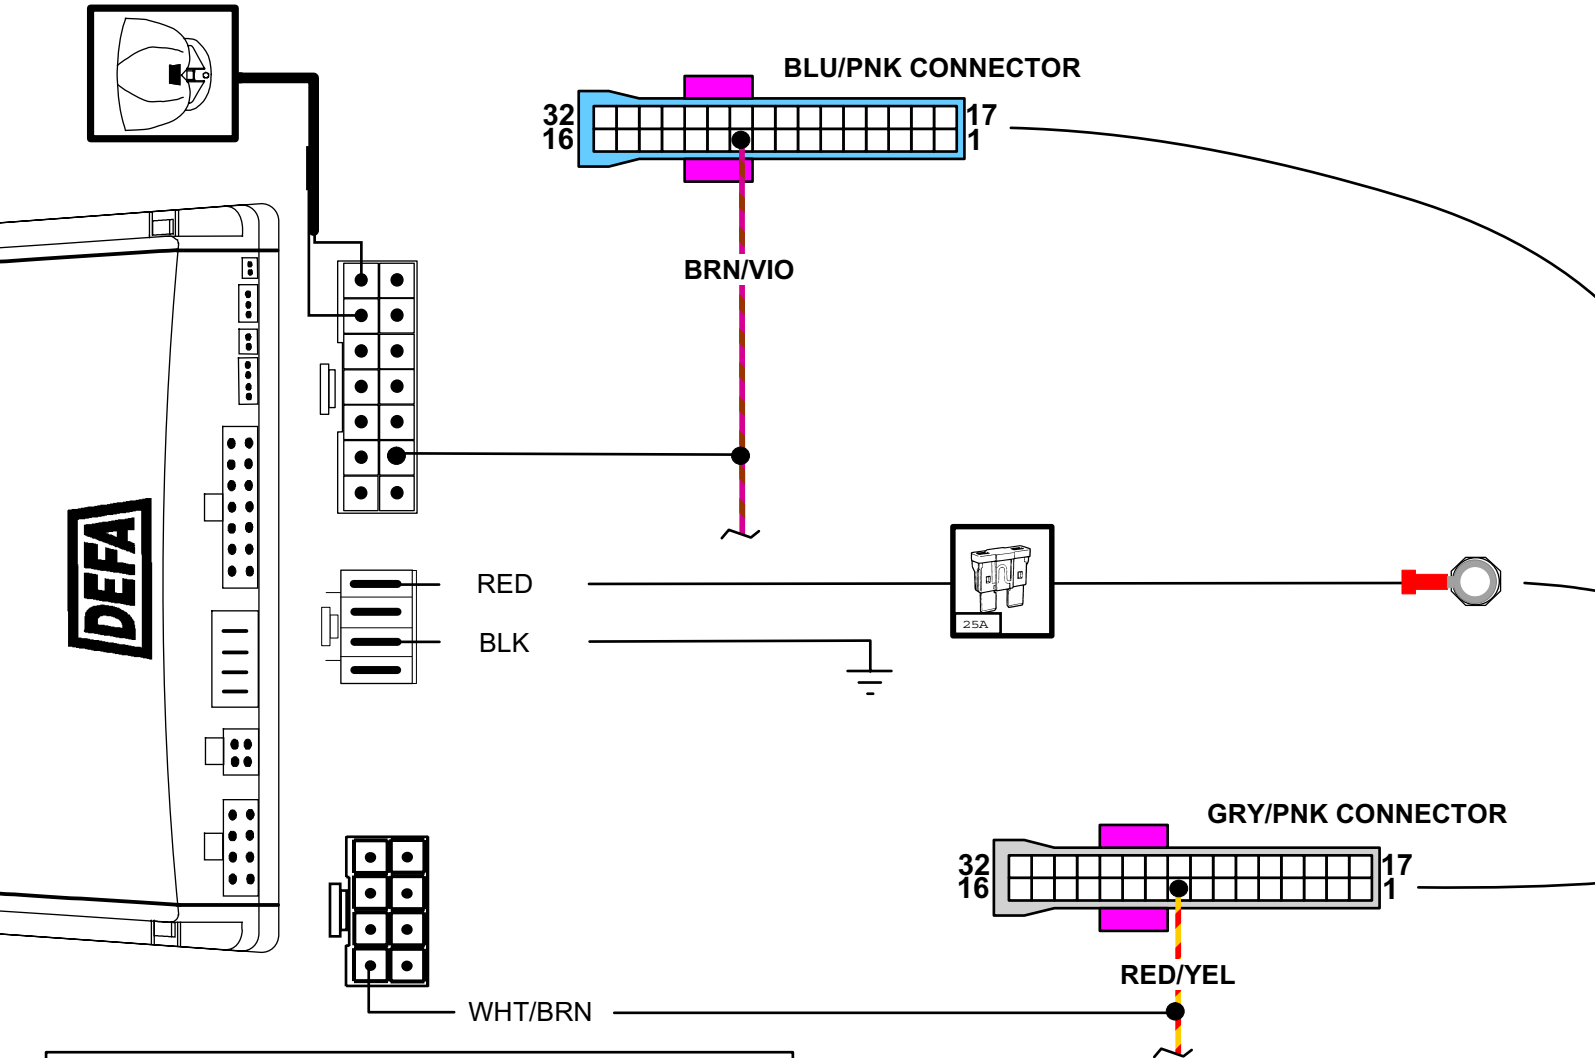 BLU/PNK CONNECTOR
32 17
16 1
BRN/VIO
DEFA
RED
25A
BLK
GRY/PNK CONNECTOR
32 17
16 1
RED/YEL
WHT/BRN